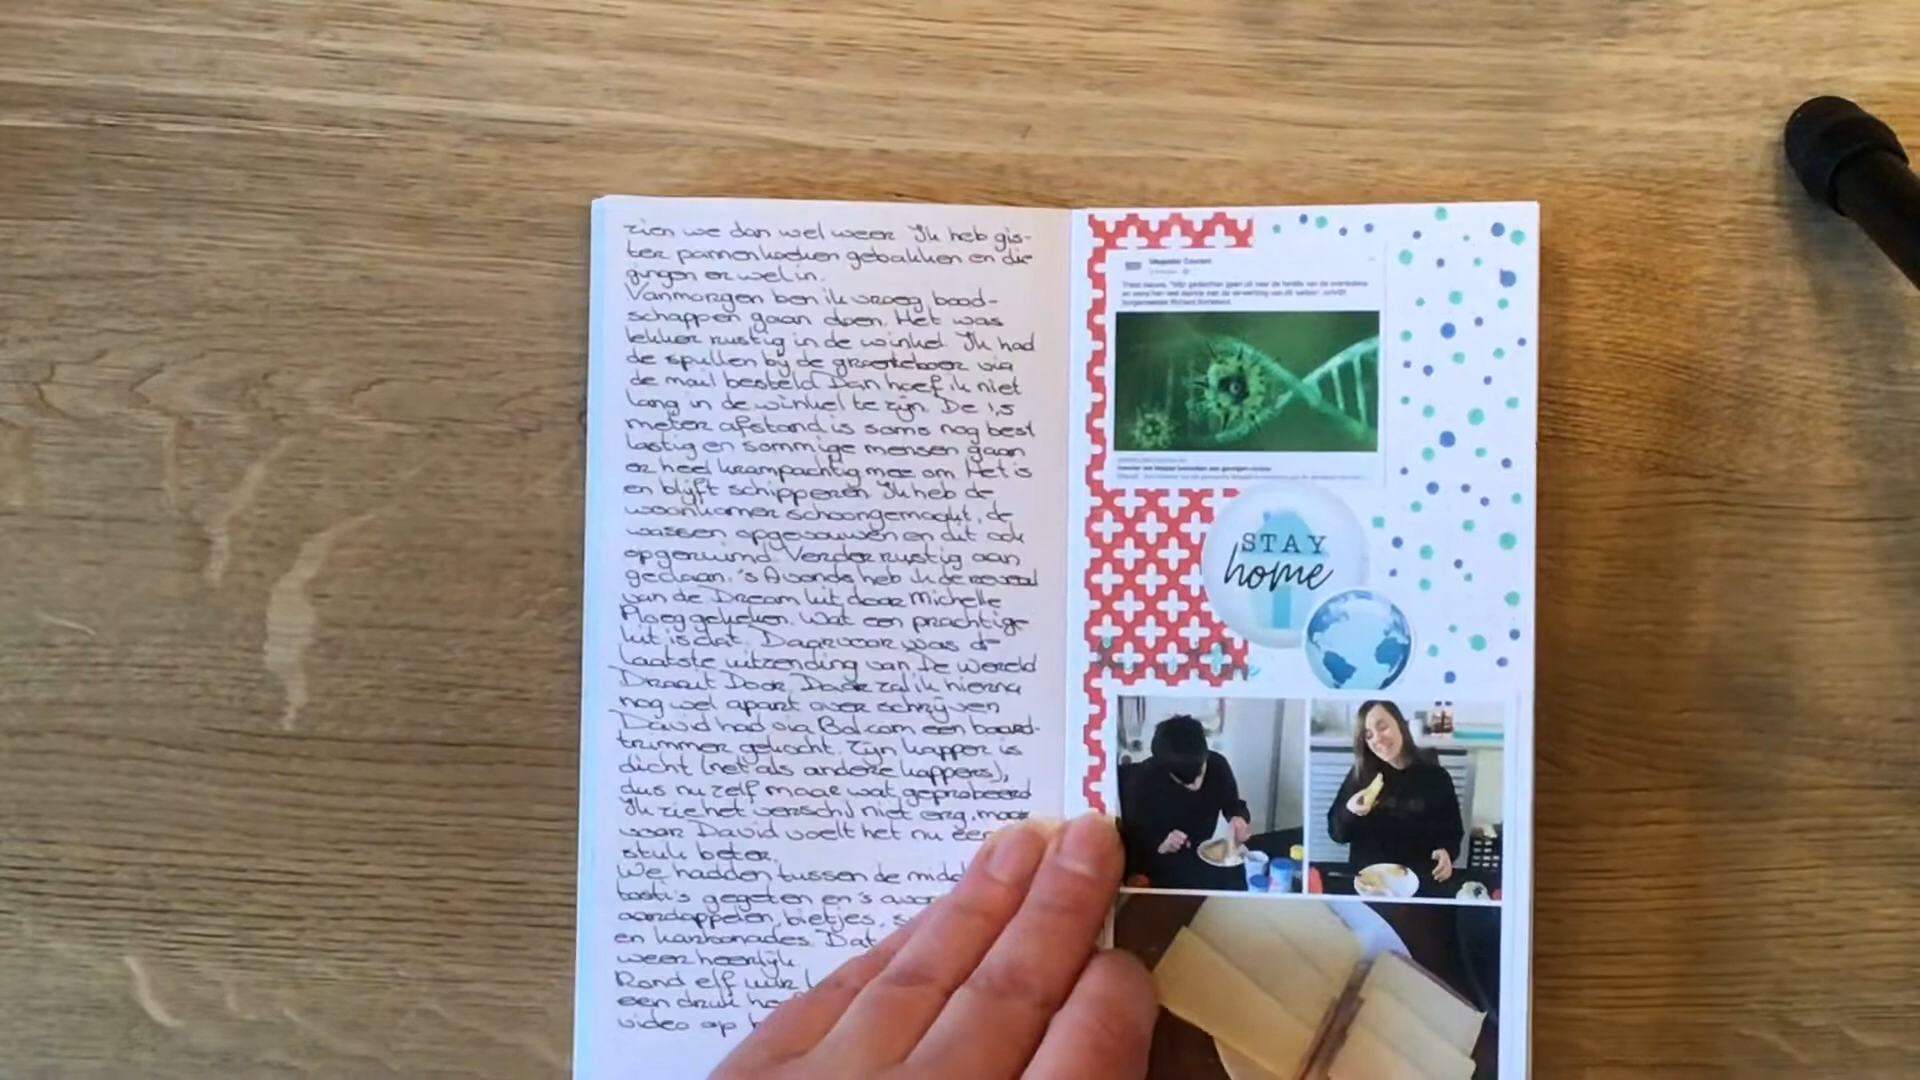 zien we dan wel weer. Ik heb gis-
ter pannenkoeken gebakken en die
gingen er wel in.
Vanmorgen ben ik vroeg bood-
schappen gaan doen. Het was
lekker rustig in de winkel. Ik had
de spullen bij de groenteboer via
de mail besteld. Dan hoef ik niet
lang in de winkel te zijn. De 1,5
meter afstand is soms nog best
lastig en sommige mensen gaan
er heel krampachtig mee om. Het is
en blijft schipperen. Ik heb de
woonkamer schoongemaakt, de
wassen opgevouwen en dit ook
opgeruimd. Verder rustig aan
gedaan. 's Avonds heb ik de reveal
van de Dream kit door Michelle
Ploeg gekeken. Wat een prachtige
kit is dat. Daarvoor was de
laatste uitzending van De Wereld
Draait Door. Daar zal ik hierna
nog wel apart over schrijven
David had via Bol.com een baard-
trimmer gekocht. Zijn kapper is
dicht (net als andere kappers),
dus nu zelf maar wat geprobeerd
Ik zie het verschil niet erg, maar
voor David voelt het nu een
stuk beter.
We hadden tussen de midd
tosti's gegeten en 's avo
aardappelen, bietjes, s
en karbonades. Dat
weer heerlijk.
Rond elf uur
een druk
video op
STAY
home